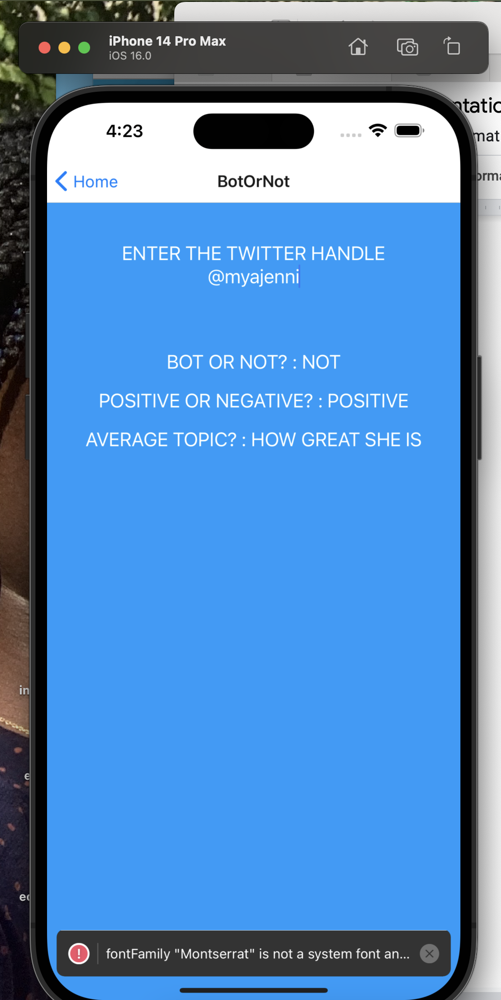 iPhone 14 Pro Max
iOS 16.0
4:23
Home
BotOrNot
ENTER THE TWITTER HANDLE
@myajenni
BOT OR NOT? : NOT
POSITIVE OR NEGATIVE? : POSITIVE
AVERAGE TOPIC? : HOW GREAT SHE IS
fontFamily "Montserrat" is not a system font an...